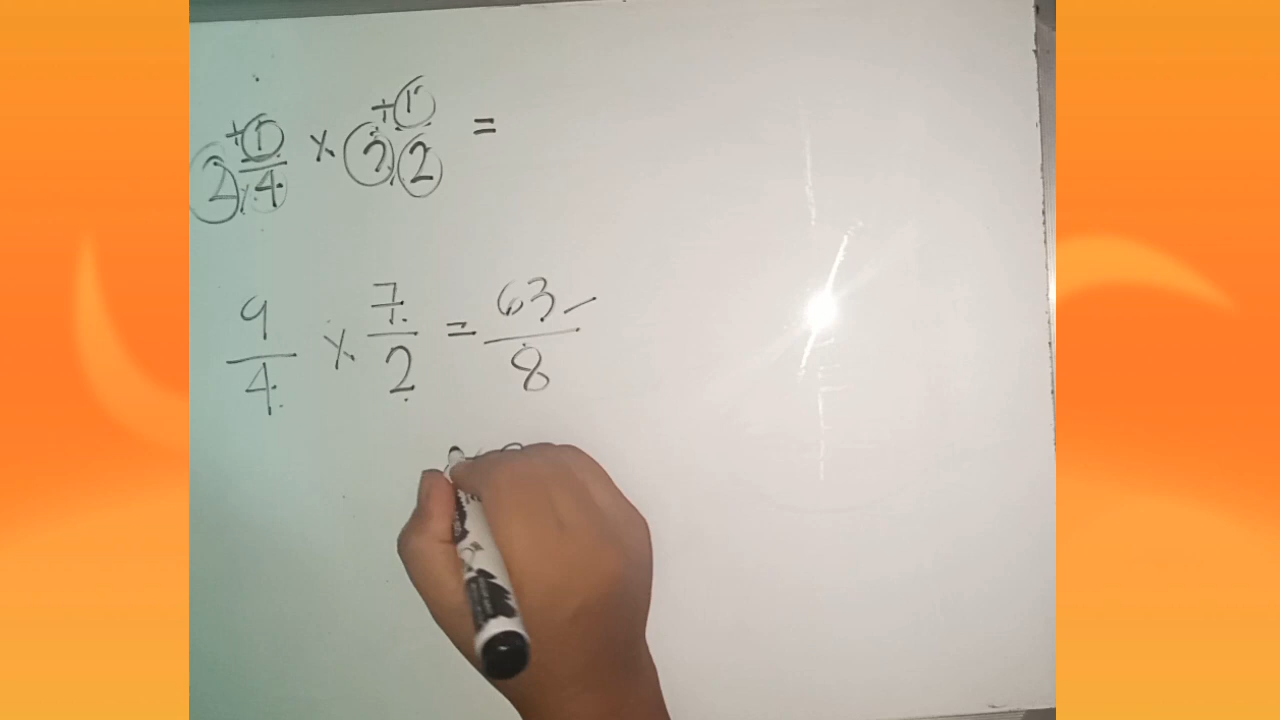 2 +1/4 x 3 +1/2 =
9/4 x 7/2 = 63/8